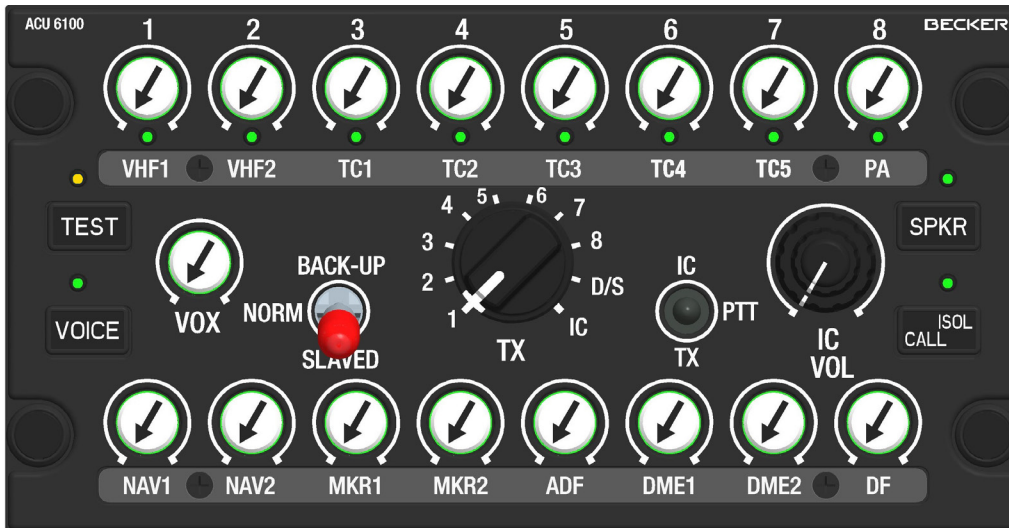 ACU 6100 1 2 3 4 5 6 7 8 BECKER
VHF1 VHF2 TC1 TC2 TC3 TC4 TC5 PA
TEST
VOICE
VOX
BACK-UP
NORM
SLAVED
1 2 3 4 5 6 7 8 D/S IC
TX
IC
PTT
TX
IC
VOL
SPKR
ISOL
CALL
NAV1 NAV2 MKR1 MKR2 ADF DME1 DME2 DF